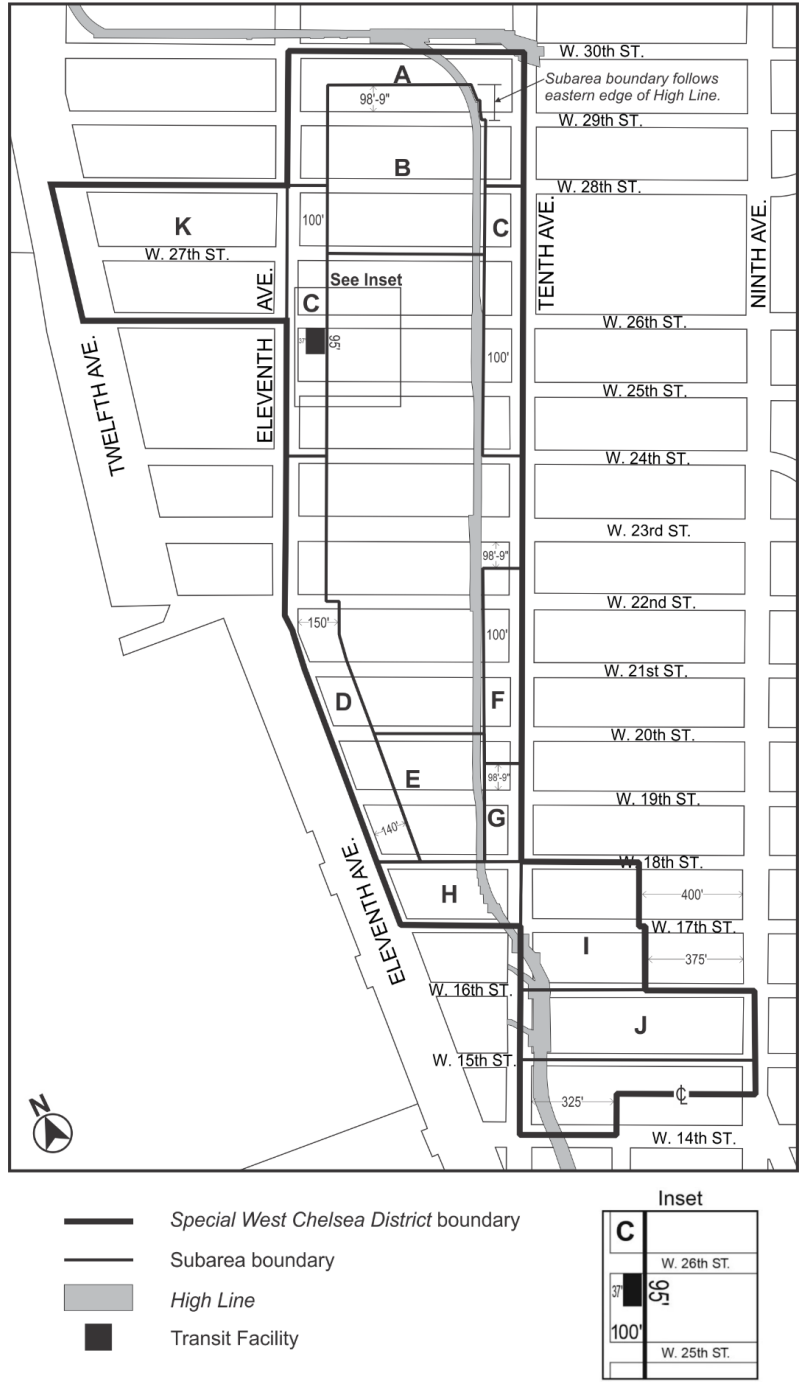 W. 30th ST.
A
Subarea boundary follows
eastern edge of High Line.
98'-9"
W. 29th ST.
B
W. 28th ST.
K
100'
C
TENTH AVE.
NINTH AVE.
W. 27th ST.
See Inset
ELEVENTH AVE.
C
W. 26th ST.
37'
95'
100'
TWELFTH AVE.
W. 25th ST.
W. 24th ST.
W. 23rd ST.
98'-9"
W. 22nd ST.
150'
100'
W. 21st ST.
D
F
W. 20th ST.
E
98'-9"
W. 19th ST.
G
140'
ELEVENTH AVE.
W. 18th ST.
H
400'
W. 17th ST.
I
375'
W. 16th ST.
J
W. 15th ST.
325'
℄
N
W. 14th ST.
Special West Chelsea District boundary
Subarea boundary
High Line
Transit Facility
Inset
C
W. 26th ST.
37'
95'
100'
W. 25th ST.